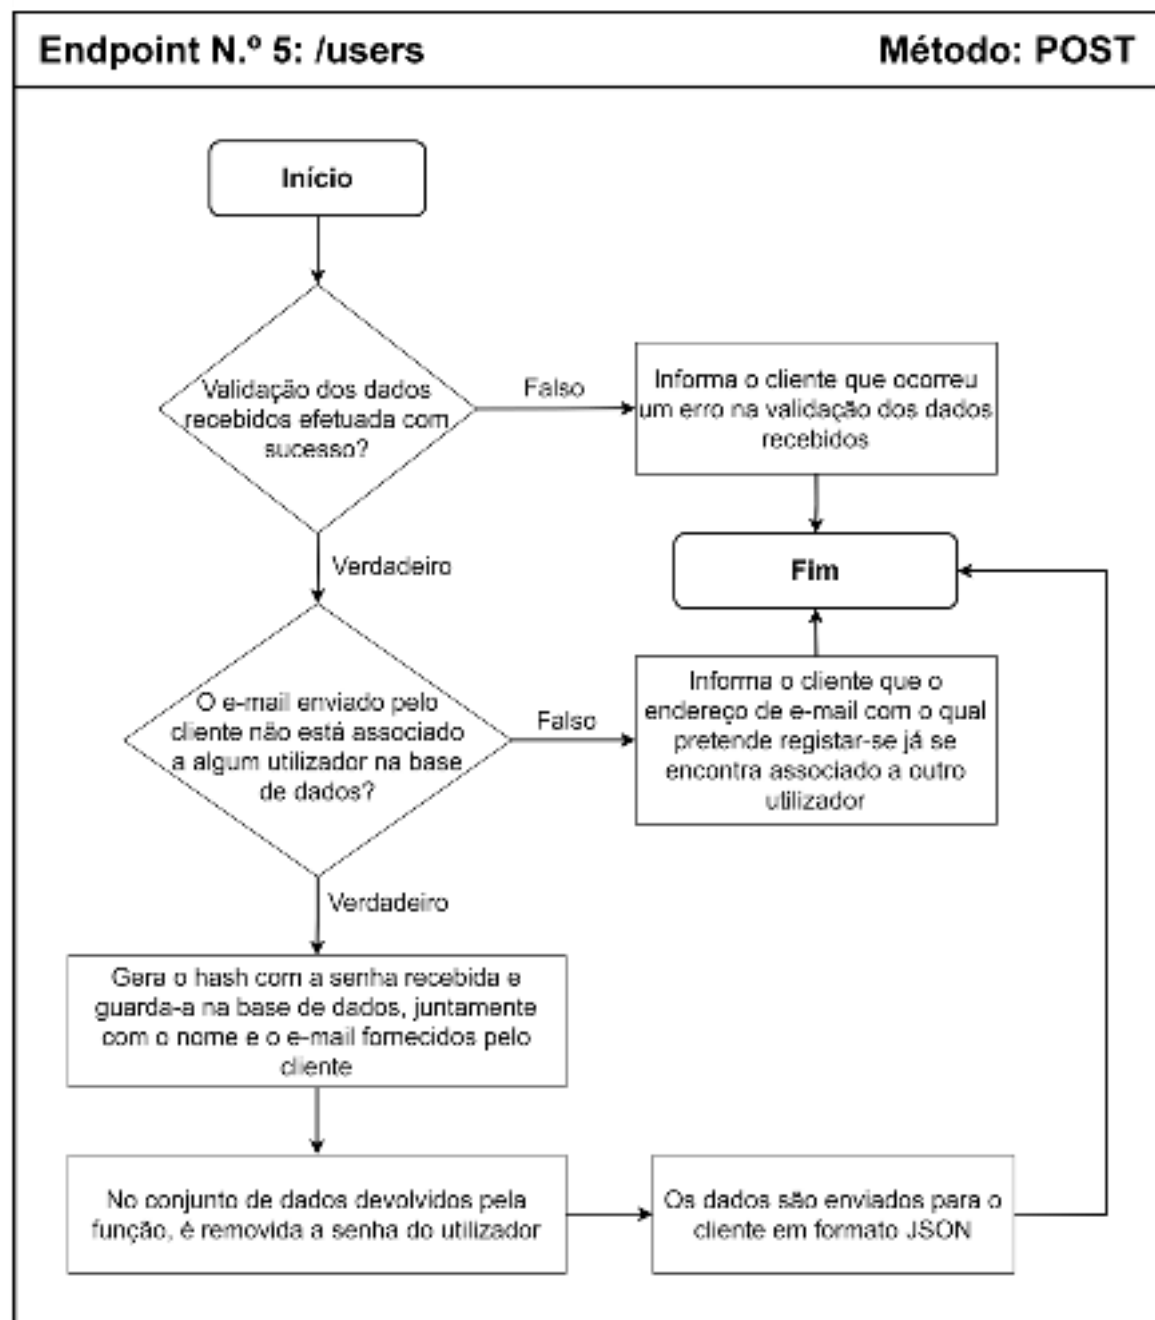 Endpoint N.º 5: /users
Método: POST
Início
Validação dos dados
recebidos efetuada com
sucesso?
Falso
Informa o cliente que ocorreu
um erro na validação dos dados
recebidos
Verdadeiro
Fim
O e-mail enviado pelo
cliente não está associado
a algum utilizador na base
de dados?
Falso
Informa o cliente que o
endereço de e-mail com o qual
pretende registar-se já se
encontra associado a outro
utilizador
Verdadeiro
Gera o hash com a senha recebida e
guarda-a na base de dados, juntamente
com o nome e o e-mail fornecidos pelo
cliente
No conjunto de dados devolvidos pela
função, é removida a senha do utilizador
Os dados são enviados para o
cliente em formato JSON